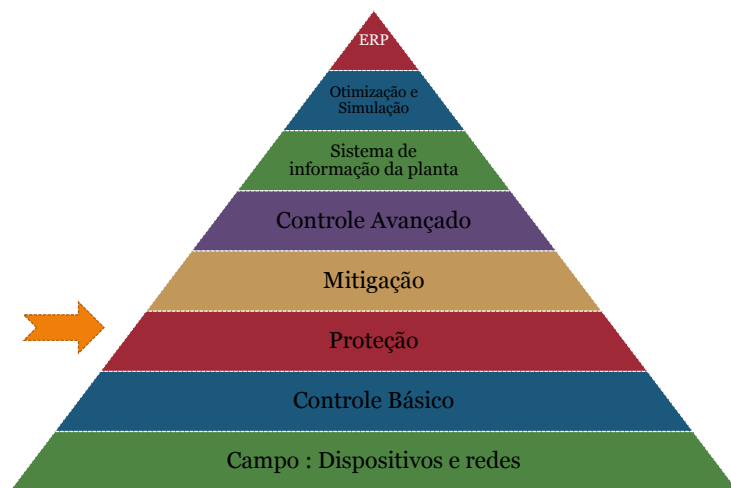 ERP
Otimização e
Simulação
Sistema de
informação da planta
Controle Avançado
Mitigação
Proteção
Controle Básico
Campo : Dispositivos e redes